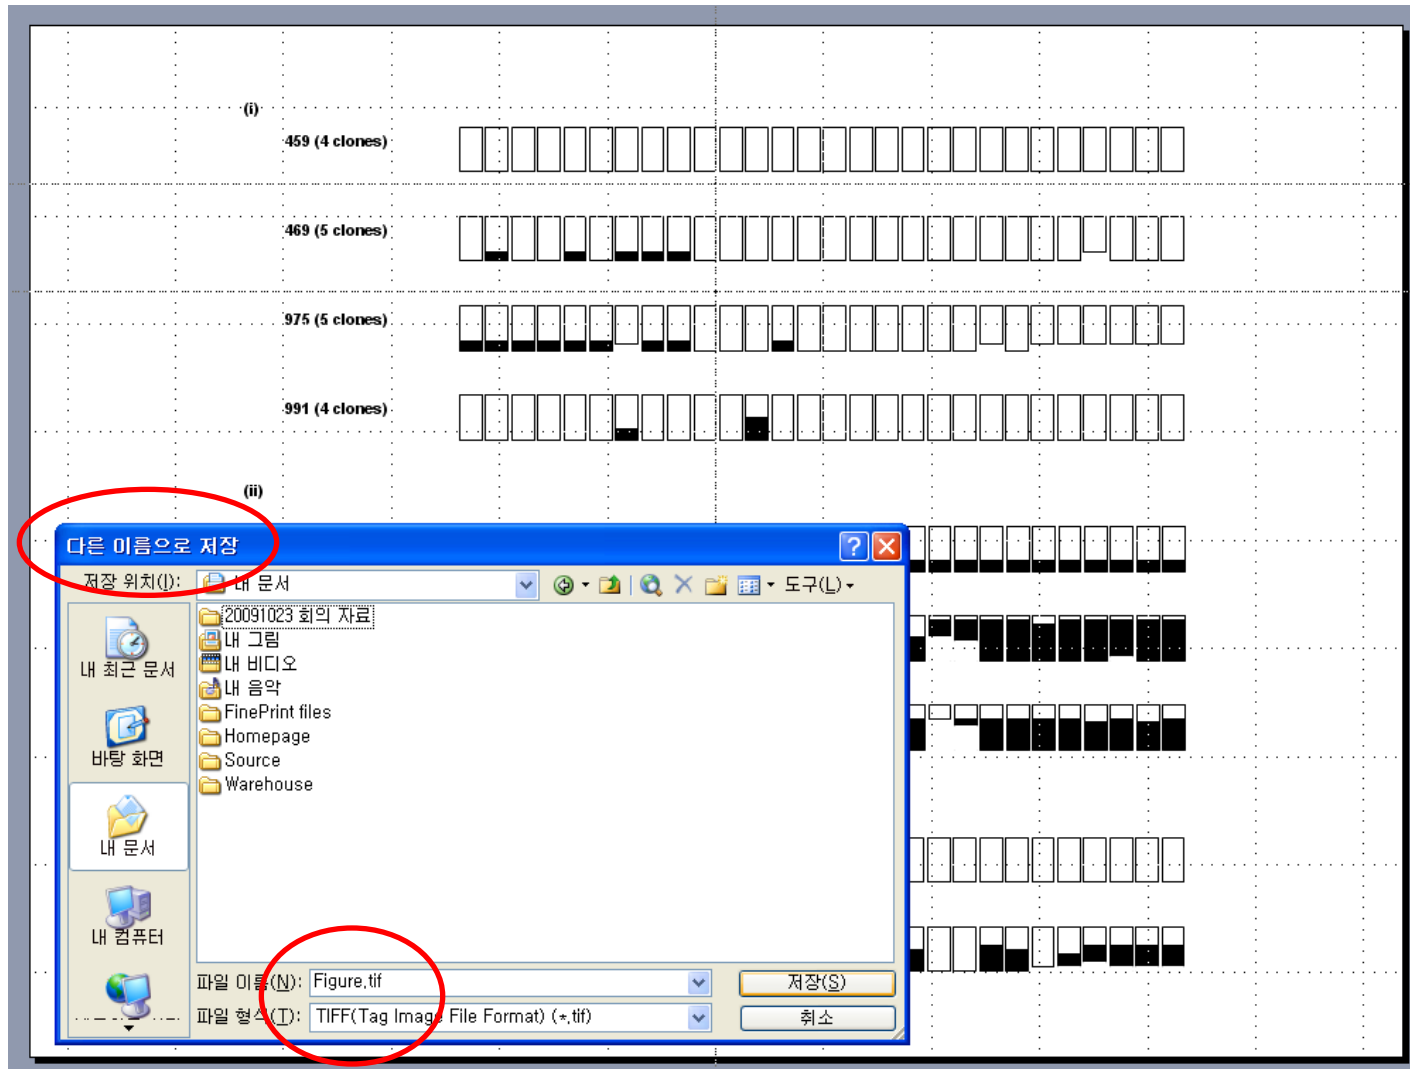 (i)
459 (4 clones)
469 (5 clones)
975 (5 clones)
991 (4 clones)
(ii)
다른 이름으로 저장
저장 위치(I):
내 문서
도구(L)
20091023 회의 자료
내 그림
내 비디오
내 음악
FinePrint files
Homepage
Source
Warehouse
내 최근 문서
바탕 화면
내 문서
내 컴퓨터
파일 이름(N):
Figure.tif
저장(S)
파일 형식(T):
TIFF(Tag Image File Format) (*.tif)
취소